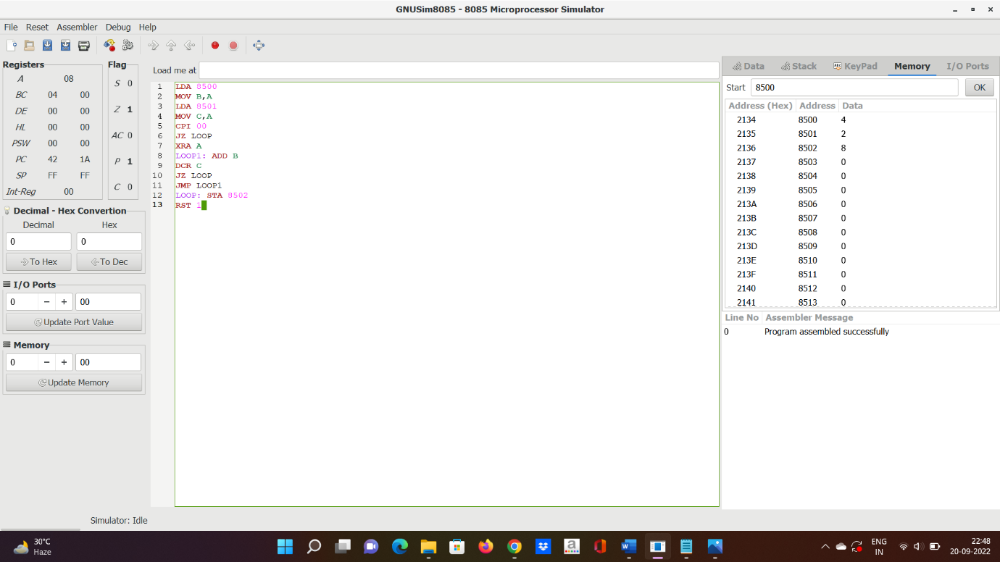 GNUSim8085 - 8085 Microprocessor Simulator
File Reset Assembler Debug Help
Registers
A 08
BC 04 00
DE 00 00
HL 00 00
PSW 00 00
PC 42 1A
SP FF FF
Int-Reg 00
Flag
S 0
Z 1
AC 0
P 1
C 0
Decimal - Hex Convertion
Decimal Hex
0 0
To Hex To Dec
I/O Ports
0 − + 00
Update Port Value
Memory
0 − + 00
Update Memory
Load me at
1 LDA 8500
2 MOV B,A
3 LDA 8501
4 MOV C,A
5 CPI 00
6 JZ LOOP
7 XRA A
8 LOOP1: ADD B
9 DCR C
10 JZ LOOP
11 JMP LOOP1
12 LOOP: STA 8502
13 RST 1
Data Stack Abc KeyPad Memory I/O Ports
Start 8500 OK
Address (Hex) Address Data
2134 8500 4
2135 8501 2
2136 8502 8
2137 8503 0
2138 8504 0
2139 8505 0
213A 8506 0
213B 8507 0
213C 8508 0
213D 8509 0
213E 8510 0
213F 8511 0
2140 8512 0
2141 8513 0
Line No Assembler Message
0 Program assembled successfully
Simulator: Idle
30°C
Haze
a
W
ENG
IN
22:48
20-09-2022